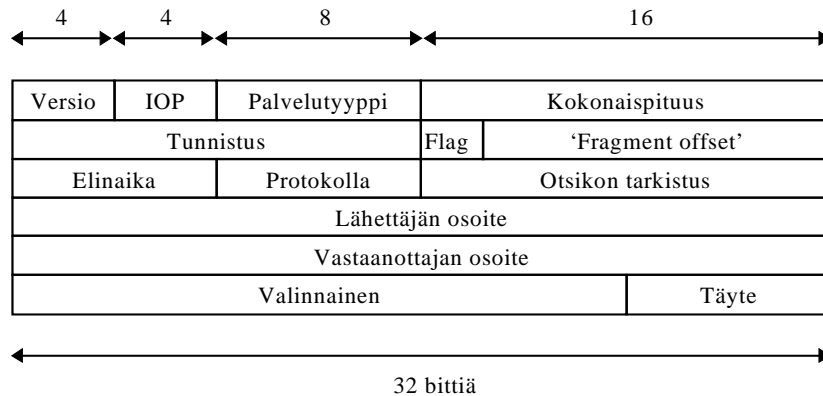 4 4 8 16
Versio IOP Palvelutyyppi Kokonaispituus
Tunnistus Flag ‘Fragment offset’
Elinaika Protokolla Otsikon tarkistus
Lähettäjän osoite
Vastaanottajan osoite
Valinnainen Täyte
32 bittiä